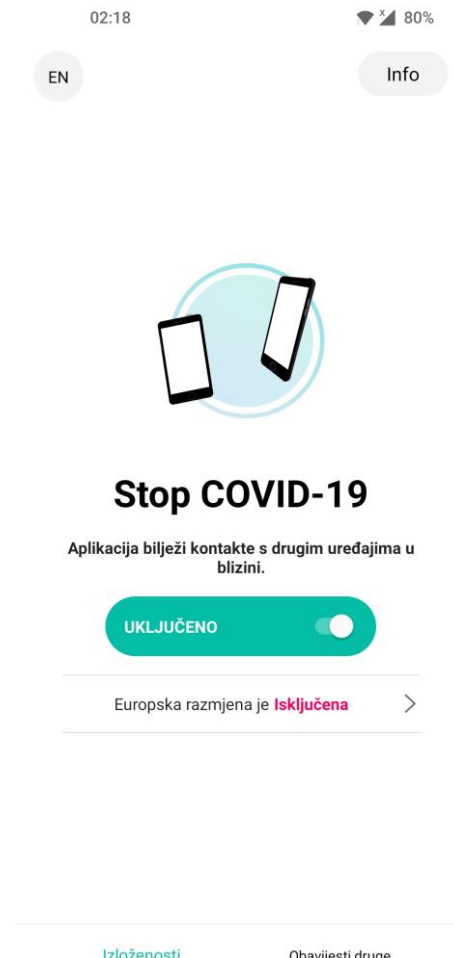 02:18
80%
EN
Info
Stop COVID-19
Aplikacija bilježi kontakte s drugim uređajima u
blizini.
UKLJUČENO
Europska razmjena je Isključena
Izloženosti
Obavijesti druge